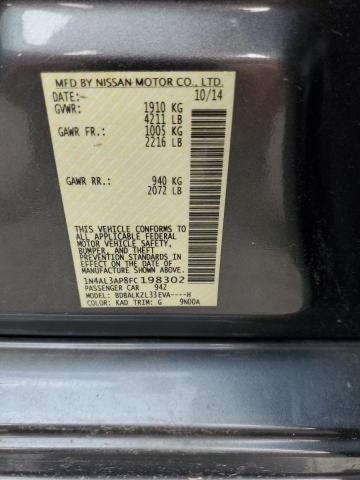 MFD BY NISSAN MOTOR CO., LTD.
DATE: 10/14
GVWR: 1910 KG
4211 LB
GAWR FR.: 1005 KG
2216 LB
GAWR RR.: 940 KG
2072 LB
THIS VEHICLE CONFORMS TO
ALL APPLICABLE FEDERAL
MOTOR VEHICLE SAFETY,
BUMPER, AND THEFT
PREVENTION STANDARDS
IN EFFECT ON THE DATE OF
MANUFACTURE SHOWN ABOVE.
1N4AL3AP8FC198302
PASSENGER CAR 942
MODEL: BDBALKZL33EVA----H
COLOR: KAD TRIM: G 9N00A